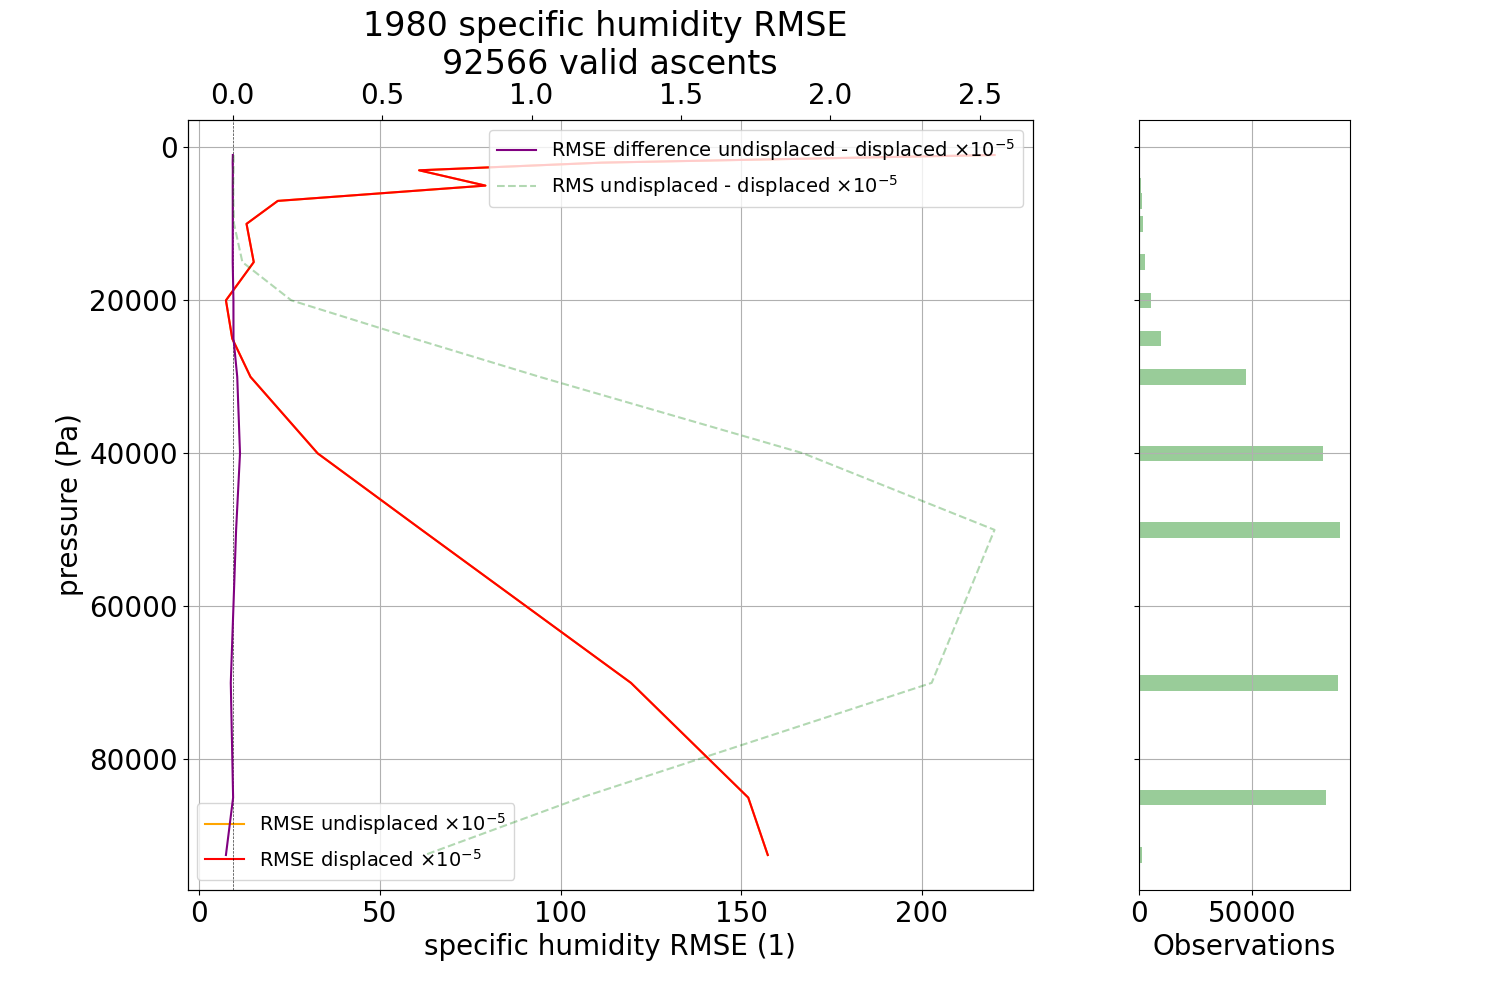 1980 specific humidity RMSE
92566 valid ascents
0.0 0.5 1.0 1.5 2.0 2.5
RMSE difference undisplaced - displaced ×10⁻⁵
RMS undisplaced - displaced ×10⁻⁵
0
20000
40000
60000
80000
pressure (Pa)
RMSE undisplaced ×10⁻⁵
RMSE displaced ×10⁻⁵
0 50 100 150 200
specific humidity RMSE (1)
0 50000
Observations